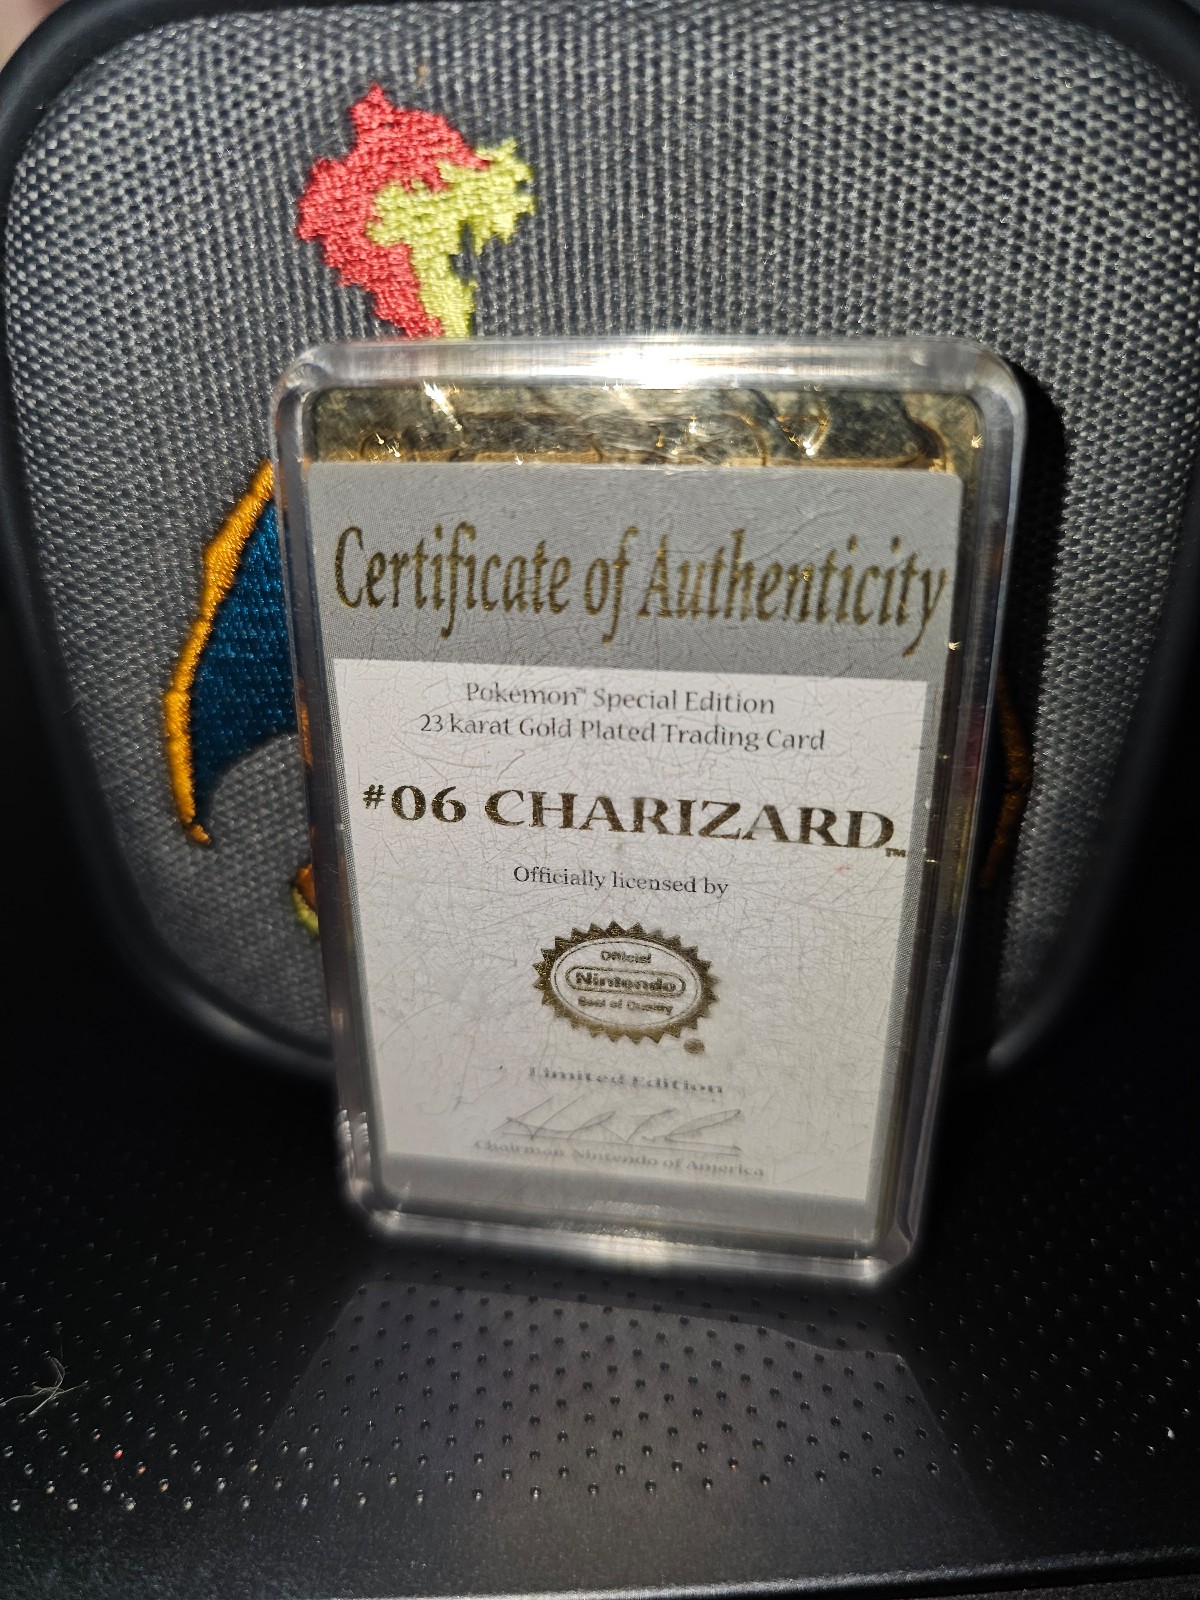 Certificate of Authenticity
Pokémon™ Special Edition
23 karat Gold Plated Trading Card
#06 CHARIZARD™
Officially licensed by
Official
Nintendo
Seal of Quality
®
Limited Edition
Chairman Nintendo of America